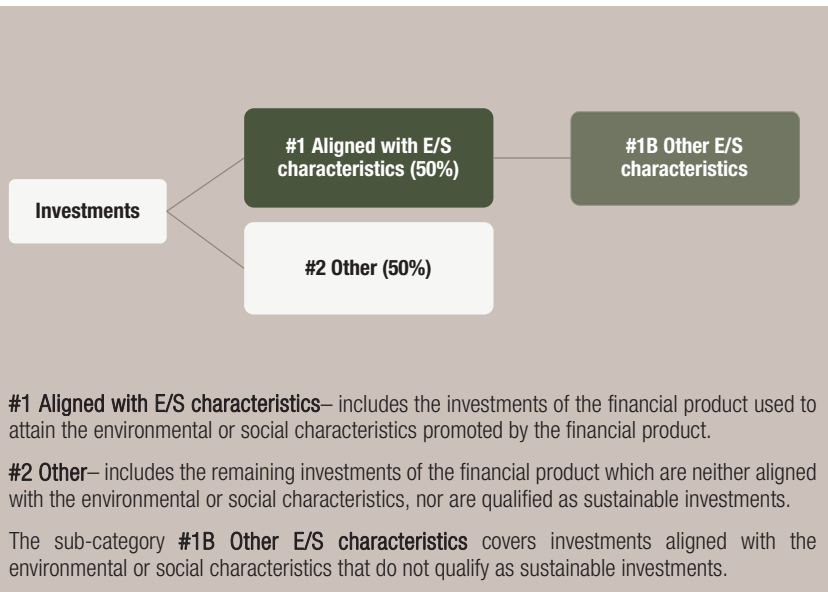 #1 Aligned with E/S
characteristics (50%)
#1B Other E/S
characteristics
Investments
#2 Other (50%)
#1 Aligned with E/S characteristics– includes the investments of the financial product used to
attain the environmental or social characteristics promoted by the financial product.
#2 Other– includes the remaining investments of the financial product which are neither aligned
with the environmental or social characteristics, nor are qualified as sustainable investments.
The sub-category #1B Other E/S characteristics covers investments aligned with the
environmental or social characteristics that do not qualify as sustainable investments.